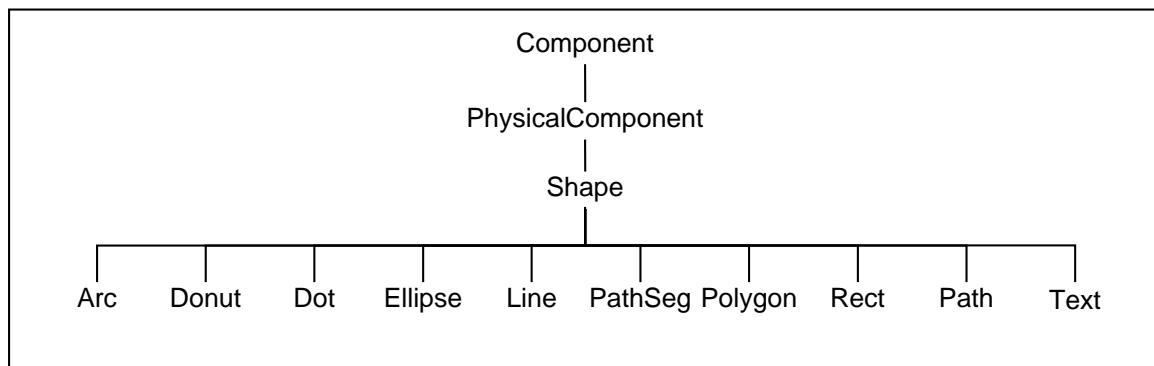 Component
PhysicalComponent
Shape
Arc Donut Dot Ellipse Line PathSeg Polygon Rect Path Text